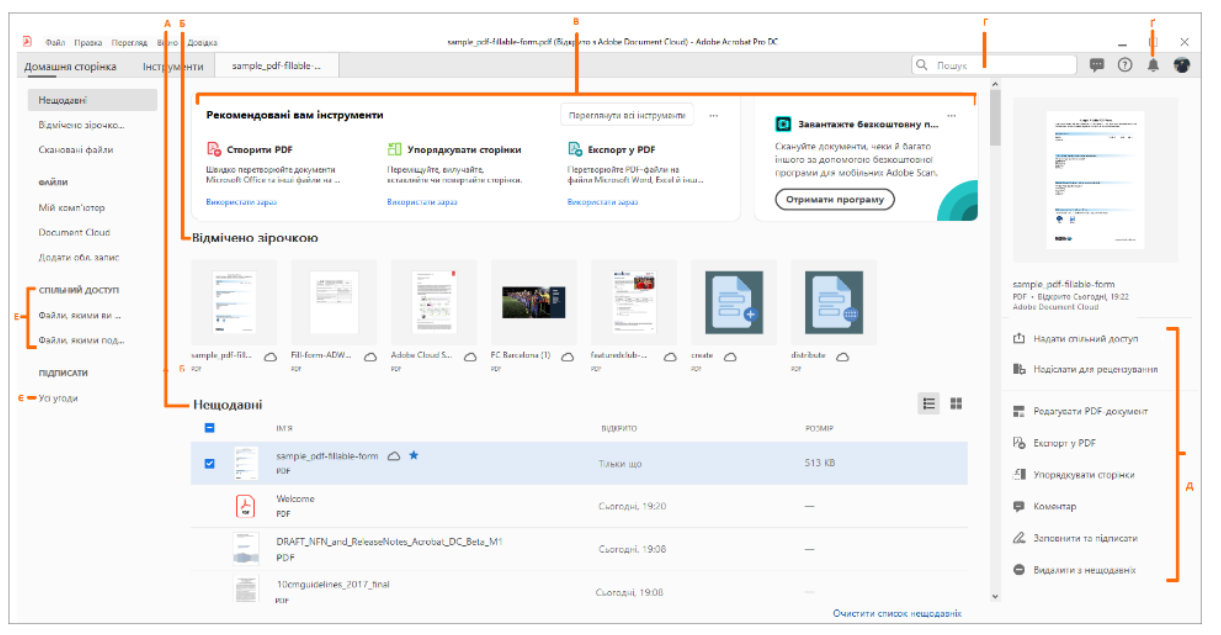 А Б В Г Ґ
Файл Правка Перегляд Вікно Довідка
sample_pdf-fillable-form.pdf (Відкрито з Adobe Document Cloud) - Adobe Acrobat Pro DC
Домашня сторінка Інструменти sample_pdf-fillable-... Пошук
Нещодавні
Відмічено зірочко...
Скановані файли
ФАЙЛИ
Мій комп'ютер
Document Cloud
Додати обл. запис
СПІЛЬНИЙ ДОСТУП
Е
Файли, якими ви ...
Файли, якими под...
ПІДПИСАТИ
Є Усі угоди
Рекомендовані вам інструменти
Переглянути всі інструменти ...
Створити PDF
Швидко перетворюйте документи
Microsoft Office та інші файли на ...
Використати зараз
Упорядкувати сторінки
Переміщуйте, вилучайте,
вставляйте чи повертайте сторінки.
Використати зараз
Експорт у PDF
Перетворюйте PDF-файли на
файли Microsoft Word, Excel й інш...
Використати зараз
Завантажте безкоштовну п... ...
Скануйте документи, чеки й багато
іншого за допомогою безкоштовної
програми для мобільних Adobe Scan.
Отримати програму
Відмічено зірочкою
sample_pdf-fill... Fill-form-ADW... Adobe Cloud S... FC Barcelona (1) featuredclub-... create distribute
А Б PDF PDF PDF PDF PDF PDF PDF
Нещодавні
ІМ'Я ВІДКРИТО РОЗМІР
sample_pdf-fillable-form
PDF
Тільки що 513 KB
Welcome
PDF
Сьогодні, 19:20 —
DRAFT_NFN_and_ReleaseNotes_Acrobat_DC_Beta_M1
PDF
Сьогодні, 19:08 —
10cmguidelines_2017_final
PDF
Сьогодні, 19:08 —
Очистити список нещодавніх
sample_pdf-fillable-form
PDF • Відкрито Сьогодні, 19:22
Adobe Document Cloud
Надати спільний доступ
Надіслати для рецензування
Редагувати PDF-документ
Експорт у PDF
Упорядкувати сторінки
Д
Коментар
Заповнити та підписати
Видалити з нещодавніх